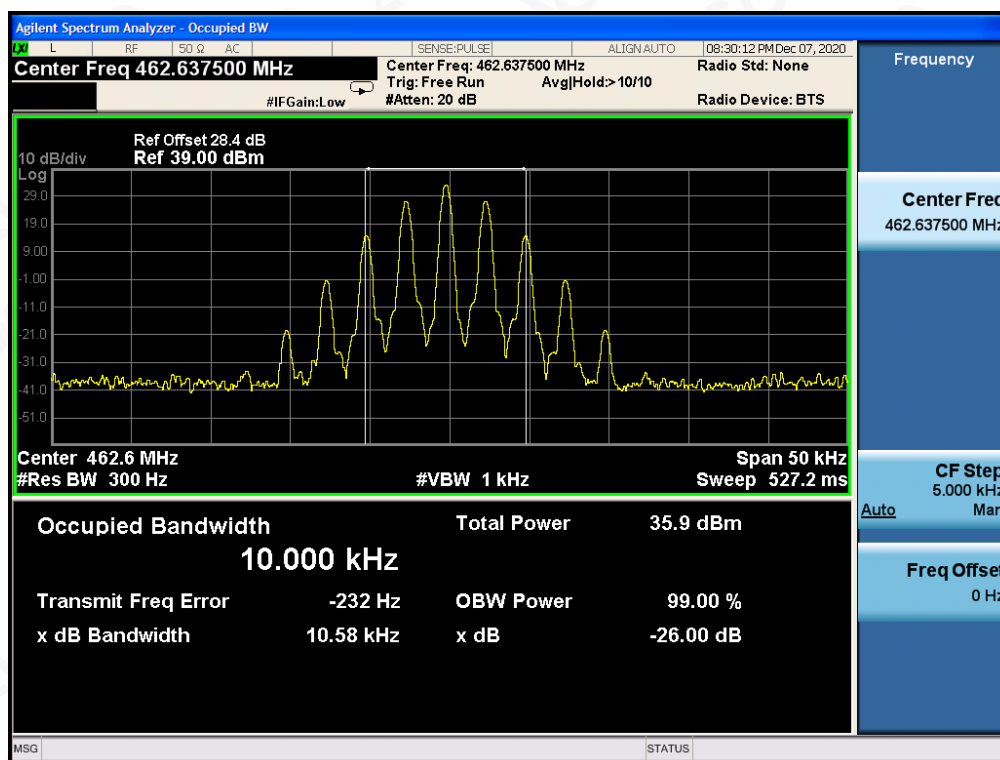 Agilent Spectrum Analyzer - Occupied BW
LXI L RF 50 Ω AC SENSE:PULSE ALIGN AUTO 08:30:12 PM Dec 07, 2020
Center Freq 462.637500 MHz
Center Freq: 462.637500 MHz
Radio Std: None
Trig: Free Run Avg|Hold:> 10/10
#IFGain:Low
#Atten: 20 dB
Radio Device: BTS
Ref Offset 28.4 dB
10 dB/div Ref 39.00 dBm
Log
29.0
19.0
9.00
-1.00
-11.0
-21.0
-31.0
-41.0
-51.0
Center 462.6 MHz Span 50 kHz
#Res BW 300 Hz #VBW 1 kHz Sweep 527.2 ms
Occupied Bandwidth Total Power 35.9 dBm
10.000 kHz
Transmit Freq Error -232 Hz OBW Power 99.00 %
x dB Bandwidth 10.58 kHz x dB -26.00 dB
MSG STATUS
Frequency
Center Freq
462.637500 MHz
CF Step
5.000 kHz
Auto Man
Freq Offset
0 Hz